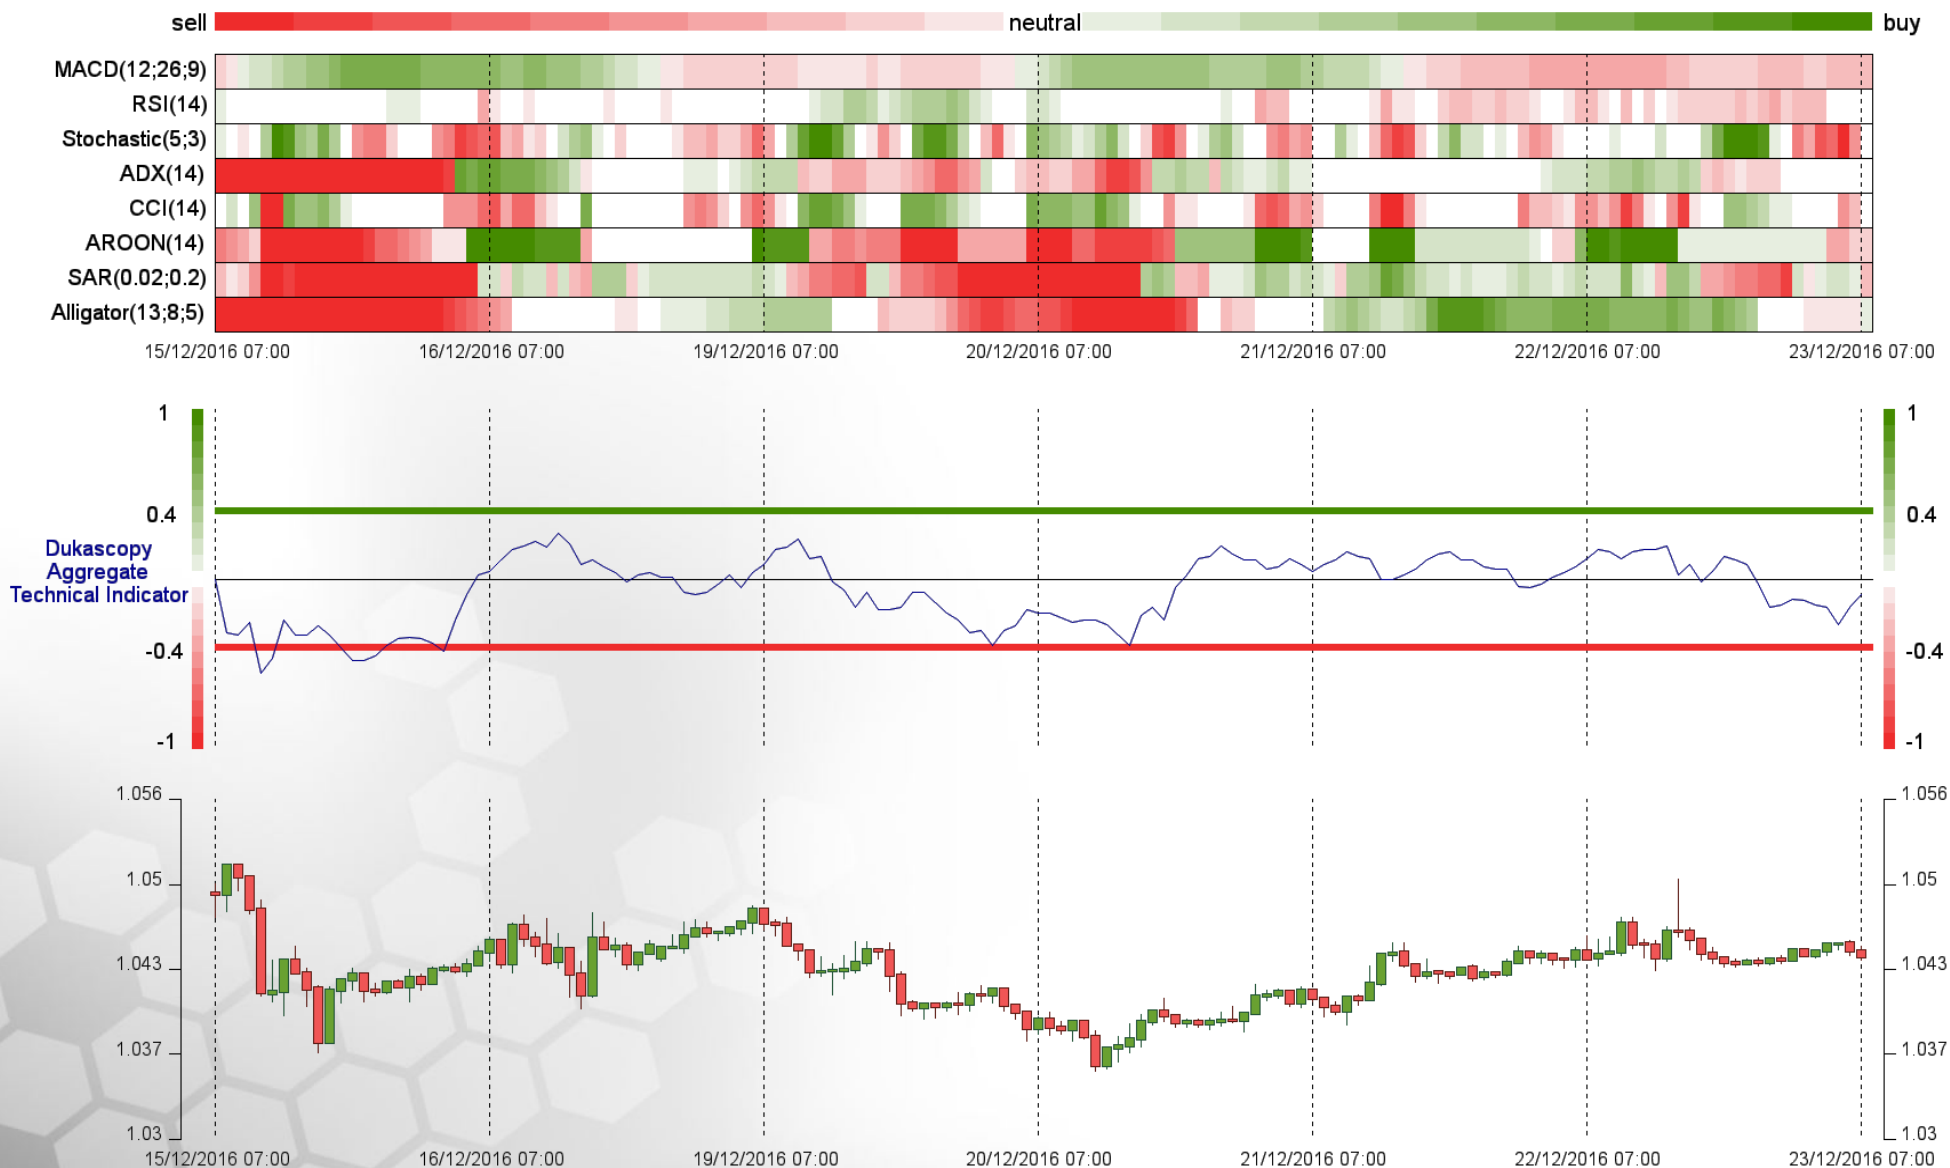 sell neutral buy
MACD(12;26;9)
RSI(14)
Stochastic(5;3)
ADX(14)
CCI(14)
AROON(14)
SAR(0.02;0.2)
Alligator(13;8;5)
15/12/2016 07:00 16/12/2016 07:00 19/12/2016 07:00 20/12/2016 07:00 21/12/2016 07:00 22/12/2016 07:00 23/12/2016 07:00
1 1
0.4 0.4
Dukascopy
Aggregate
Technical Indicator
-0.4 -0.4
-1 -1
1.056 1.056
1.05 1.05
1.043 1.043
1.037 1.037
1.03 1.03
15/12/2016 07:00 16/12/2016 07:00 19/12/2016 07:00 20/12/2016 07:00 21/12/2016 07:00 22/12/2016 07:00 23/12/2016 07:00